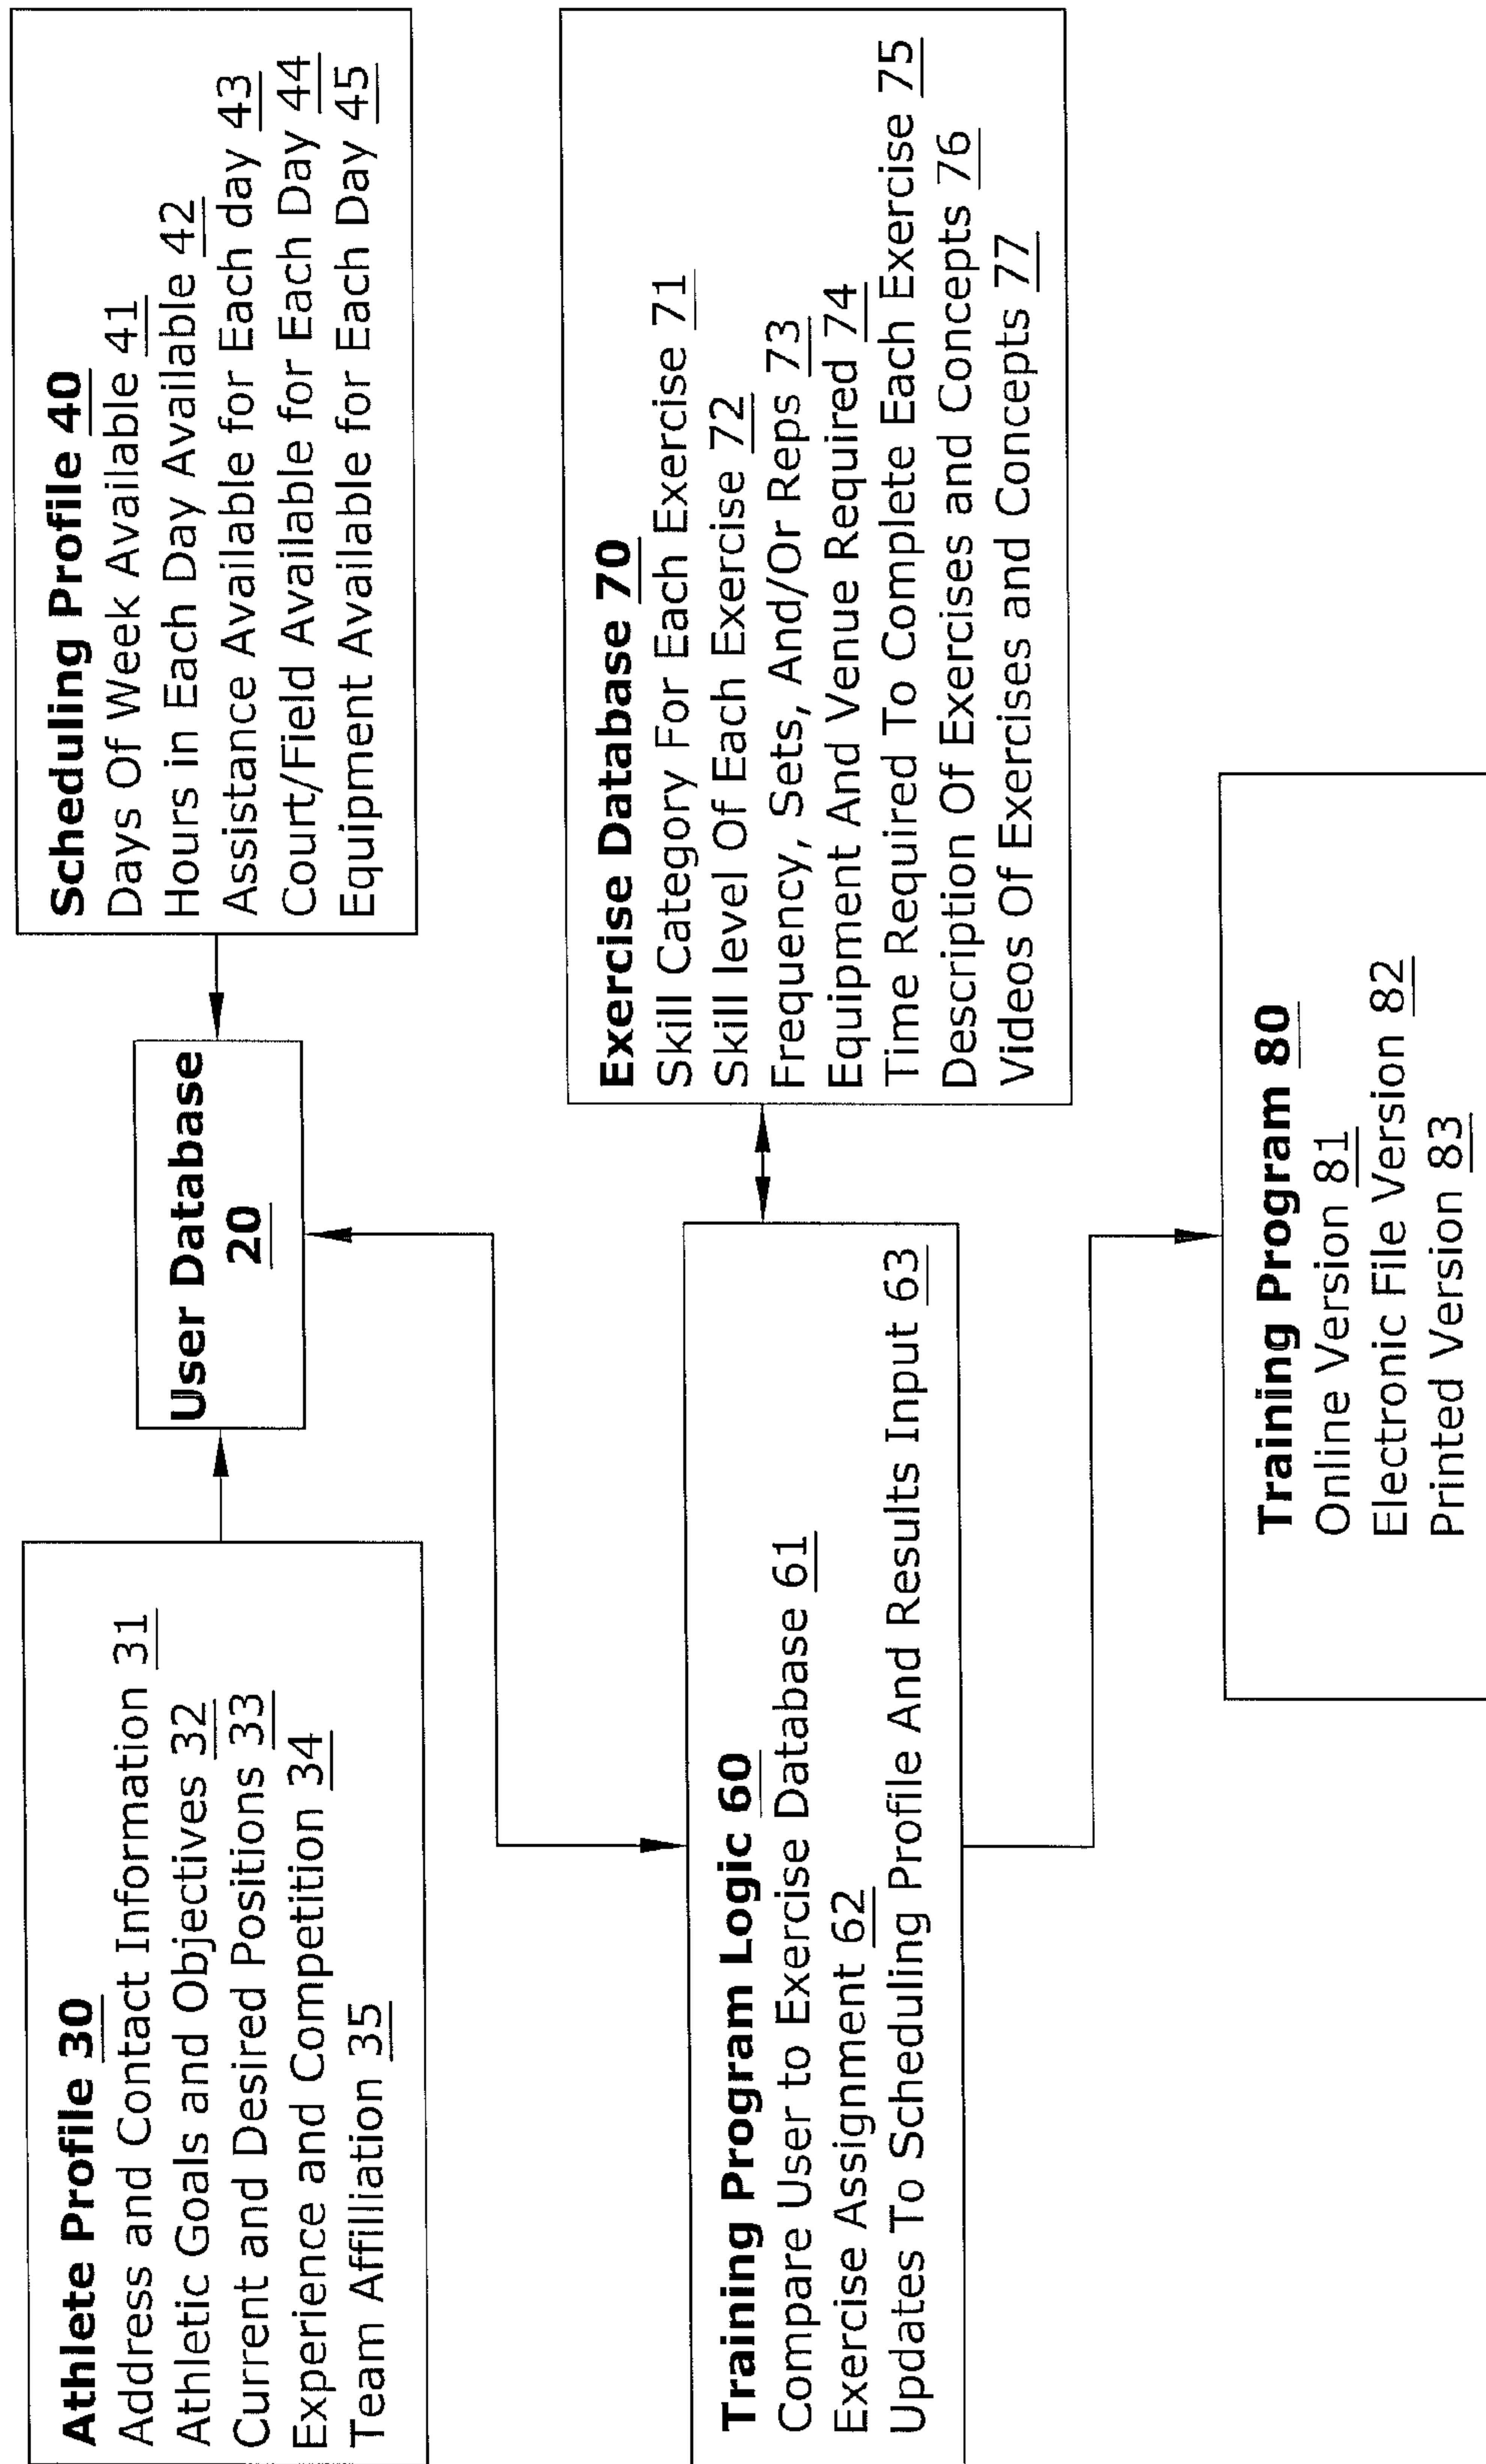 Athlete Profile 30
Address and Contact Information 31
Athletic Goals and Objectives 32
Current and Desired Positions 33
Experience and Competition 34
Team Affilliation 35
User Database
20
Scheduling Profile 40
Days Of Week Available 41
Hours in Each Day Available 42
Assistance Available for Each day 43
Court/Field Available for Each Day 44
Equipment Available for Each Day 45
Training Program Logic 60
Compare User to Exercise Database 61
Exercise Assignment 62
Updates To Scheduling Profile And Results Input 63
Exercise Database 70
Skill Category For Each Exercise 71
Skill level Of Each Exercise 72
Frequency, Sets, And/Or Reps 73
Equipment And Venue Required 74
Time Required To Complete Each Exercise 75
Description Of Exercises and Concepts 76
Videos Of Exercises and Concepts 77
Training Program 80
Online Version 81
Electronic File Version 82
Printed Version 83